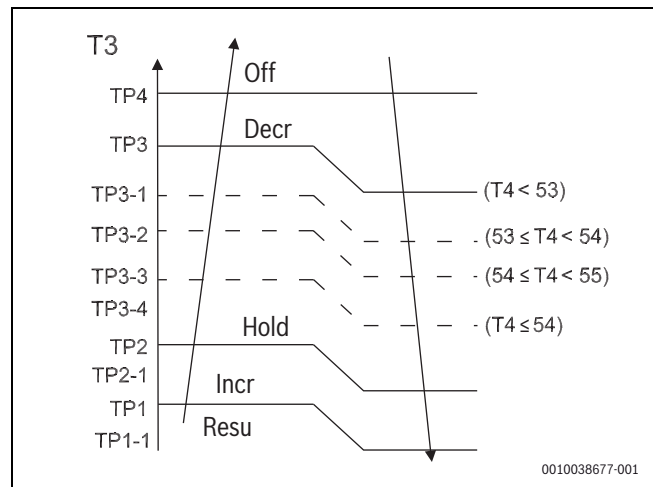 T3
Off
TP4
Decr
TP3
(T4 < 53)
TP3-1
TP3-2
(53 ≤ T4 < 54)
TP3-3
(54 ≤ T4 < 55)
TP3-4
(T4 ≤ 54)
Hold
TP2
TP2-1
Incr
TP1
Resu
TP1-1
0010038677-001